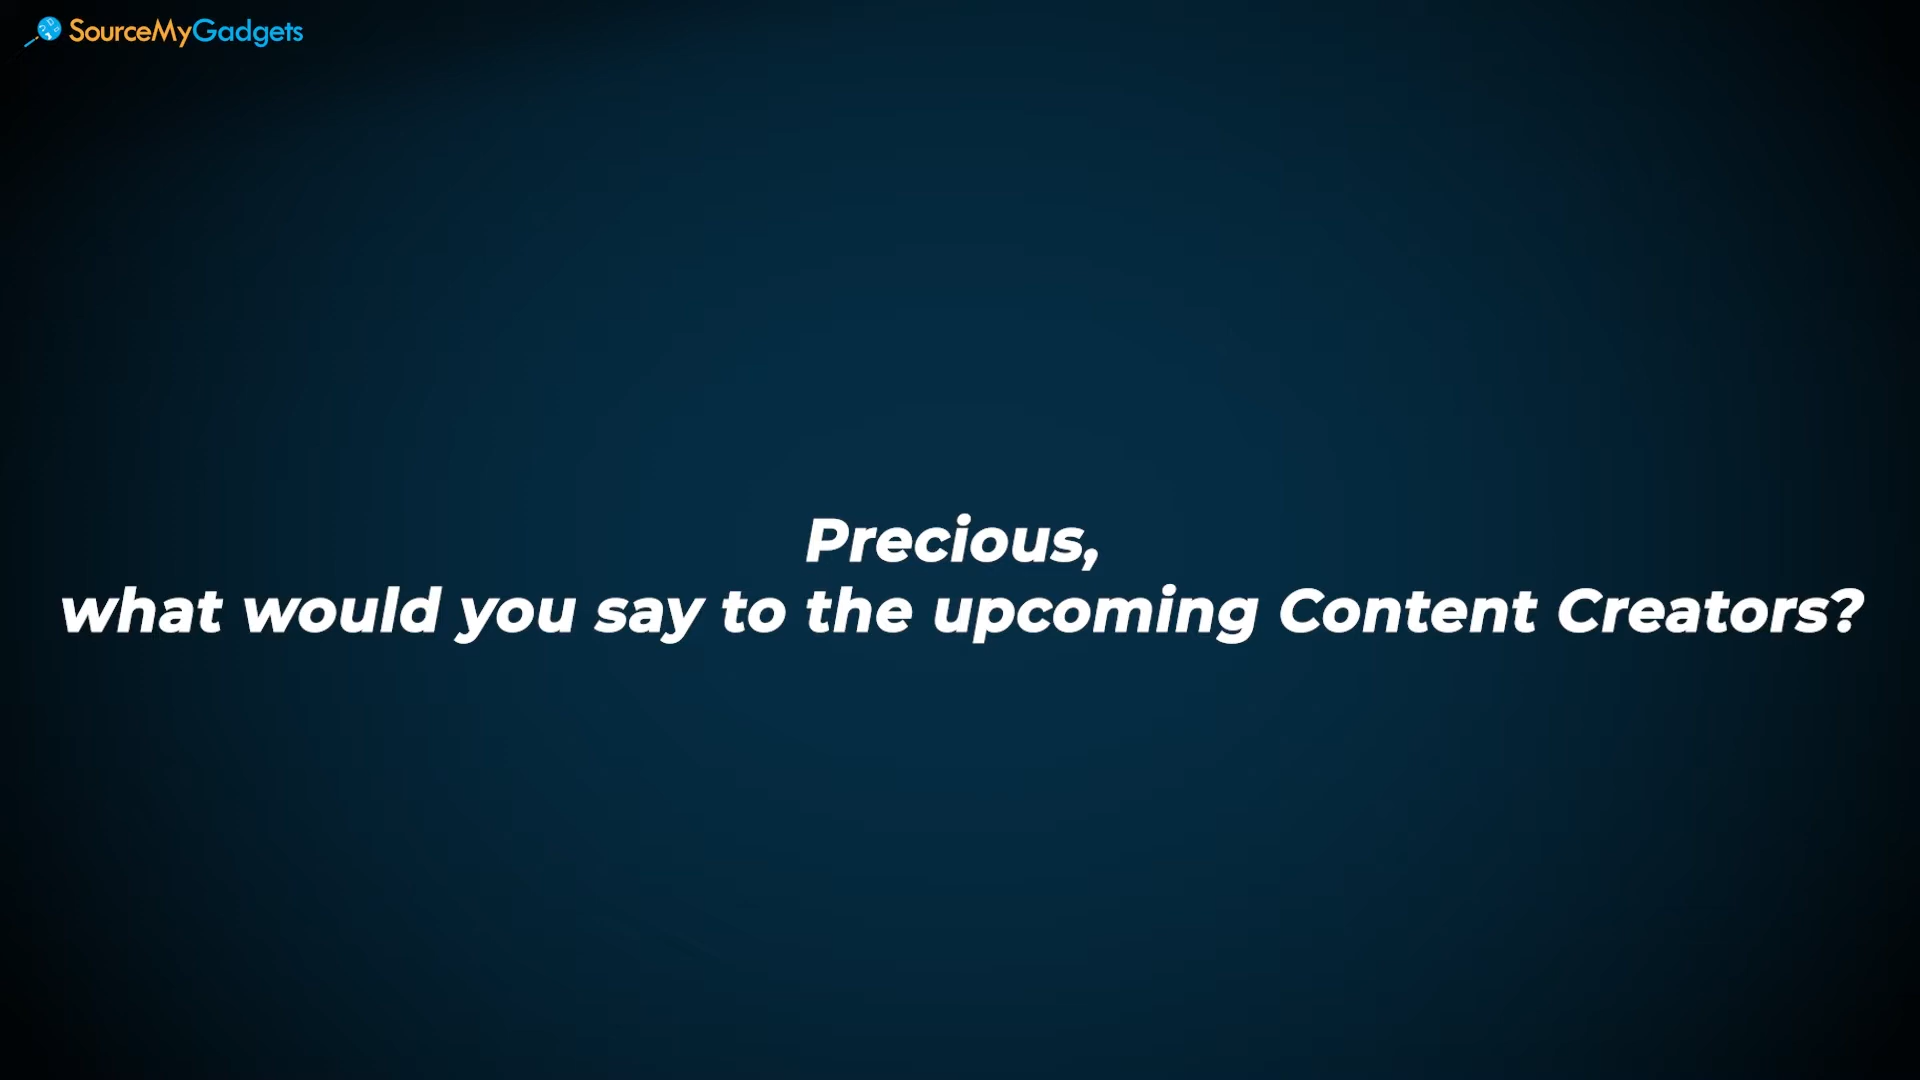 SourceMyGadgets
Precious,
what would you say to the upcoming Content Creators?